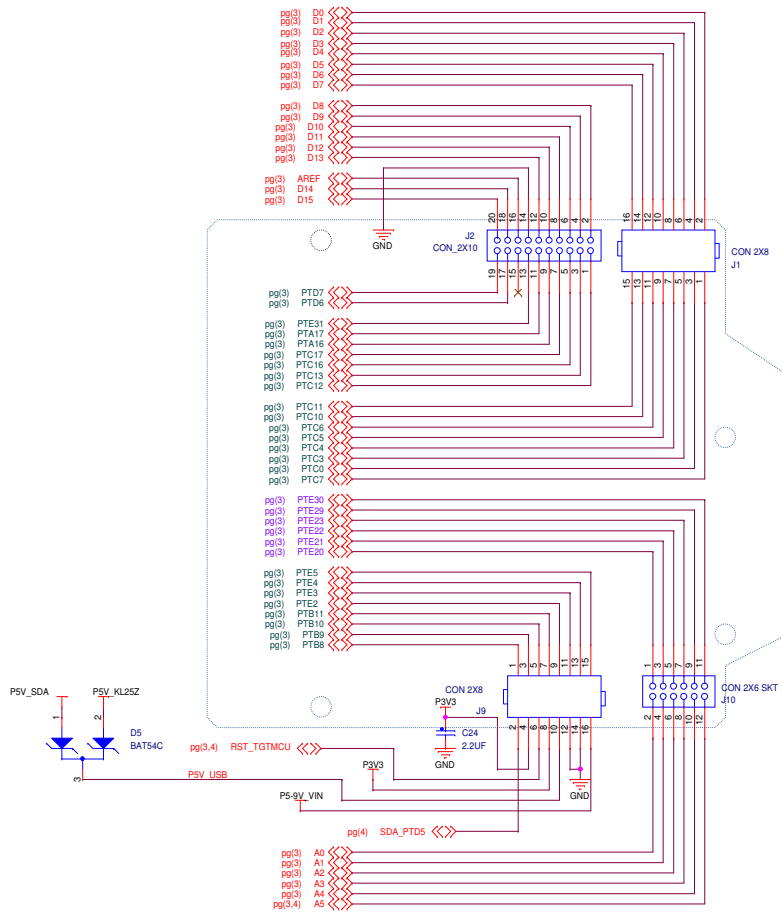 pg(3) D0
pg(3) D1
pg(3) D2
pg(3) D3
pg(3) D4
pg(3) D5
pg(3) D6
pg(3) D7
pg(3) D8
pg(3) D9
pg(3) D10
pg(3) D11
pg(3) D12
pg(3) D13
pg(3) AREF
pg(3) D14
pg(3) D15
20 18 16 14 12 10 8 6 4 2
16 14 12 10 8 6 4 2
GND
J2
CON_2X10
CON 2X8
J1
19 17 15 13 11 9 7 5 3 1
15 13 11 9 7 5 3 1
pg(3) PTD7
pg(3) PTD6
pg(3) PTE31
pg(3) PTA17
pg(3) PTA16
pg(3) PTC17
pg(3) PTC16
pg(3) PTC13
pg(3) PTC12
pg(3) PTC11
pg(3) PTC10
pg(3) PTC6
pg(3) PTC5
pg(3) PTC4
pg(3) PTC3
pg(3) PTC0
pg(3) PTC7
pg(3) PTE30
pg(3) PTE29
pg(3) PTE23
pg(3) PTE22
pg(3) PTE21
pg(3) PTE20
pg(3) PTE5
pg(3) PTE4
pg(3) PTE3
pg(3) PTE2
pg(3) PTB11
pg(3) PTB10
pg(3) PTB9
pg(3) PTB8
1 3 5 7 9 11 13 15
1 3 5 7 9 11
CON 2X8
J9
CON 2X6 SKT
J10
2 4 6 8 10 12 14 16
2 4 6 8 10 12
P5V_SDA
P5V_KL25Z
1
2
D5
BAT54C
3
P5V_USB
P3V3
C24
2.2UF
GND
pg(3,4) RST_TGTMCU
P3V3
P5-9V_VIN
GND
pg(4) SDA_PTD5
pg(3) A0
pg(3) A1
pg(3) A2
pg(3) A3
pg(3) A4
pg(3,4) A5